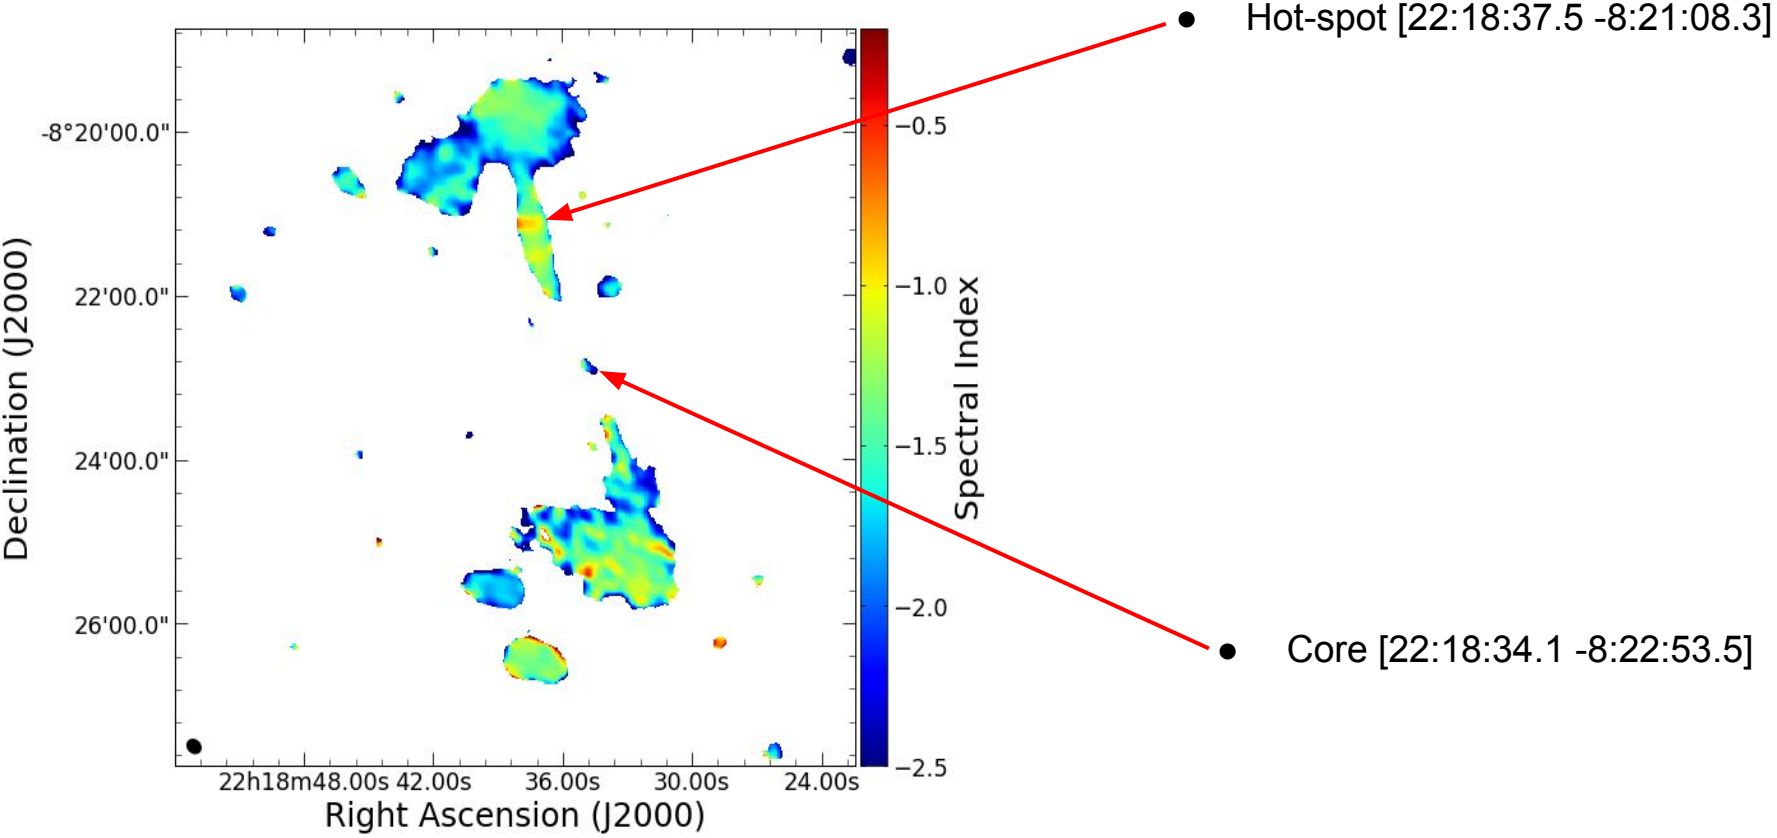 ● Hot-spot [22:18:37.5 -8:21:08.3]
-8°20'00.0"
22'00.0"
24'00.0"
26'00.0"
Declination (J2000)
−0.5
−1.0
−1.5
−2.0
−2.5
Spectral Index
● Core [22:18:34.1 -8:22:53.5]
22h18m48.00s 42.00s 36.00s 30.00s 24.00s
Right Ascension (J2000)